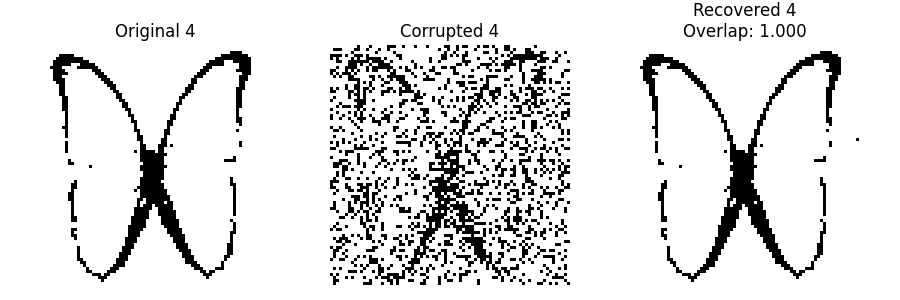 Original 4
Corrupted 4
Recovered 4
Overlap: 1.000